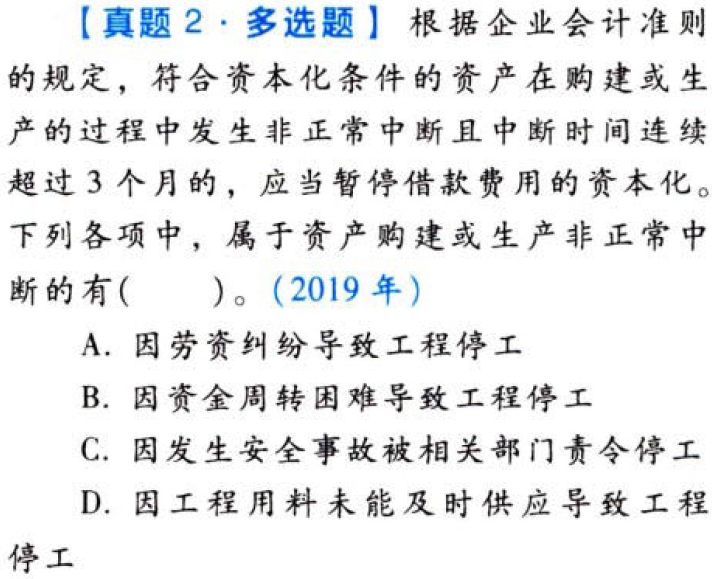 【真题2·多选题】根据企业会计准则
的规定，符合资本化条件的资产在购建或生
产的过程中发生非正常中断且中断时间连续
超过3个月的，应当暂停借款费用的资本化。
下列各项中，属于资产购建或生产非正常中
断的有(　　)。(2019年)
A. 因劳资纠纷导致工程停工
B. 因资金周转困难导致工程停工
C. 因发生安全事故被相关部门责令停工
D. 因工程用料未能及时供应导致工程
停工